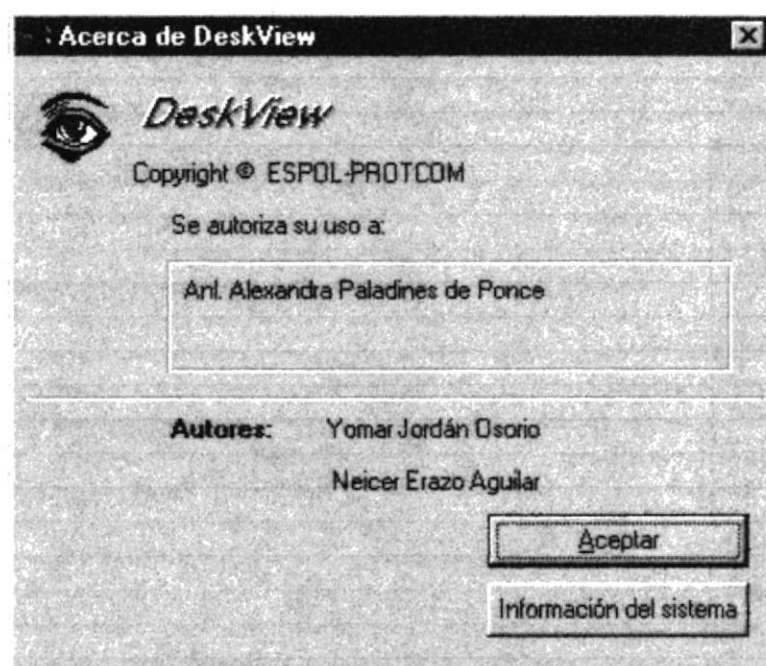 Acerca de DeskView
DeskView
Copyright © ESPOL-PROTCOM
Se autoriza su uso a:
Anl. Alexandra Paladines de Ponce
Autores: Yomar Jordán Osorio
Neicer Erazo Aguilar
Aceptar
Información del sistema